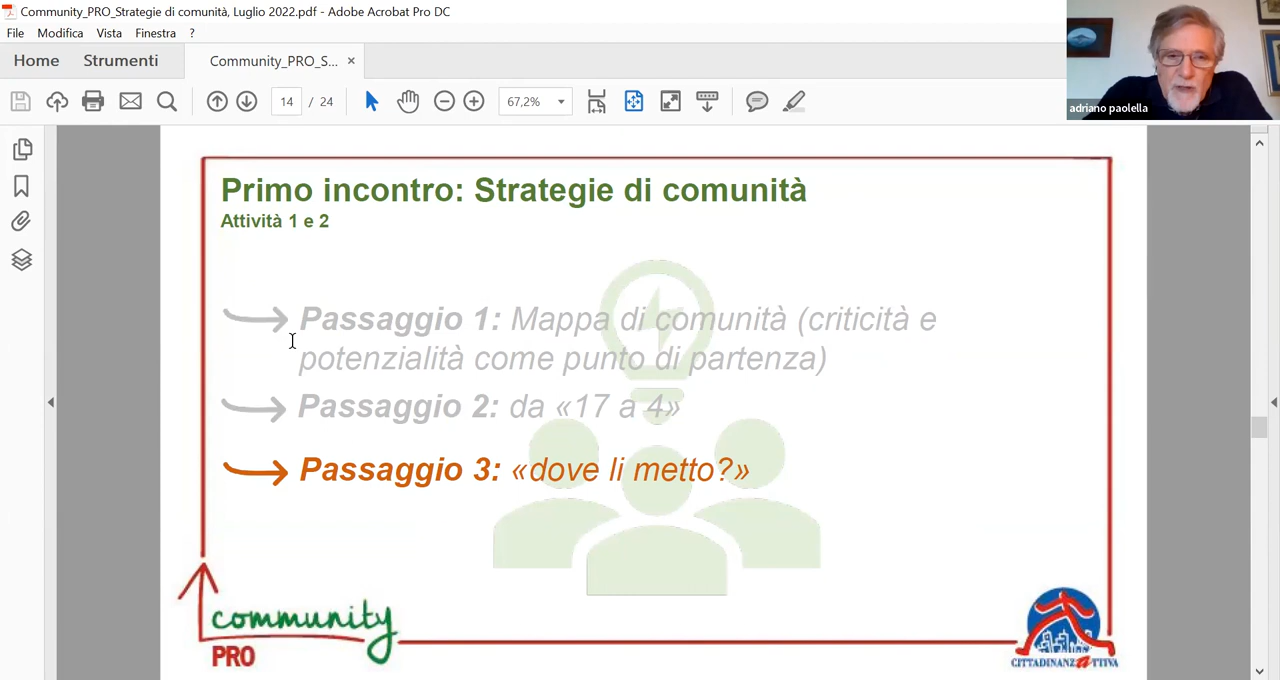 Community_PRO_Strategie di comunità, Luglio 2022.pdf - Adobe Acrobat Pro DC
File Modifica Vista Finestra ?
Home Strumenti Community_PRO_S... ×
14 / 24 67,2%
adriano paolella
Primo incontro: Strategie di comunità
Attività 1 e 2
Passaggio 1: Mappa di comunità (criticità e
potenzialità come punto di partenza)
Passaggio 2: da «17 a 4»
Passaggio 3: «dove li metto?»
community
PRO
CITTADINANZATTIVA